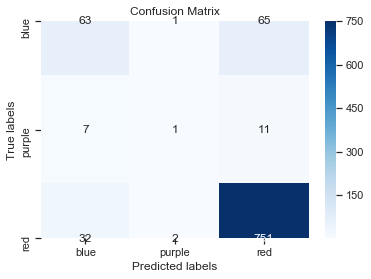 Confusion Matrix
63 1 65
7 1 11
32 2 751
blue
purple
red
True labels
blue purple red
Predicted labels
750
600
450
300
150